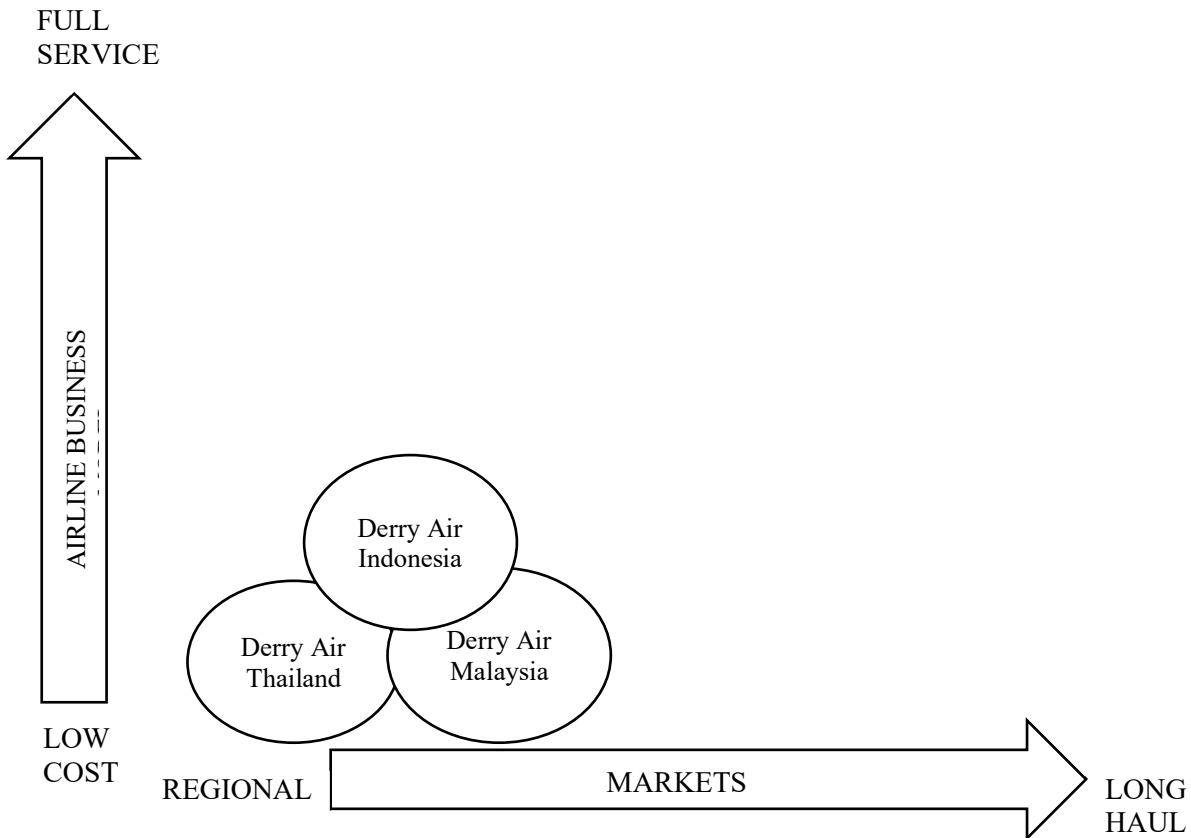 FULL
SERVICE
AIRLINE BUSINESS
Derry Air
Indonesia
Derry Air
Thailand
Derry Air
Malaysia
LOW
COST
REGIONAL
MARKETS
LONG
HAUL